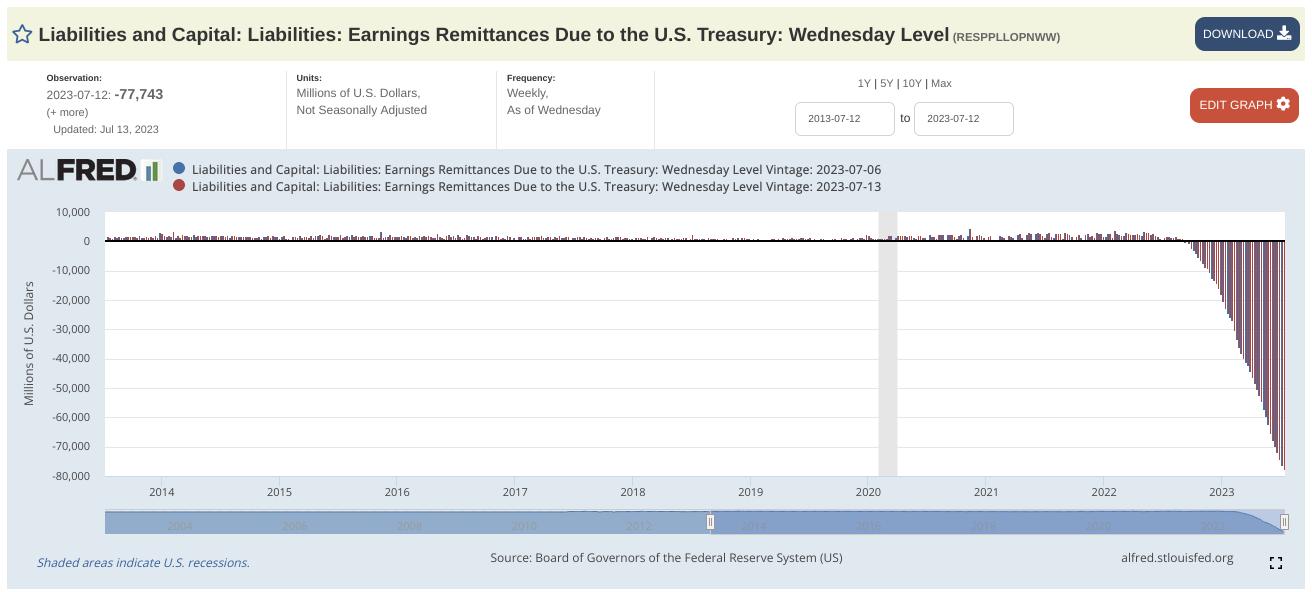 Liabilities and Capital: Liabilities: Earnings Remittances Due to the U.S. Treasury: Wednesday Level (RESPPLLOPNWW)
DOWNLOAD
Observation:
2023-07-12: -77,743
(+ more)
Updated: Jul 13, 2023
Units:
Millions of U.S. Dollars,
Not Seasonally Adjusted
Frequency:
Weekly,
As of Wednesday
1Y | 5Y | 10Y | Max
2013-07-12 to 2023-07-12
EDIT GRAPH
ALFRED
Liabilities and Capital: Liabilities: Earnings Remittances Due to the U.S. Treasury: Wednesday Level Vintage: 2023-07-06
Liabilities and Capital: Liabilities: Earnings Remittances Due to the U.S. Treasury: Wednesday Level Vintage: 2023-07-13
Millions of U.S. Dollars
10,000
0
-10,000
-20,000
-30,000
-40,000
-50,000
-60,000
-70,000
-80,000
2014 2015 2016 2017 2018 2019 2020 2021 2022 2023
2004 2006 2008 2010 2012 2014 2016 2018 2020 2022
Shaded areas indicate U.S. recessions.
Source: Board of Governors of the Federal Reserve System (US)
alfred.stlouisfed.org